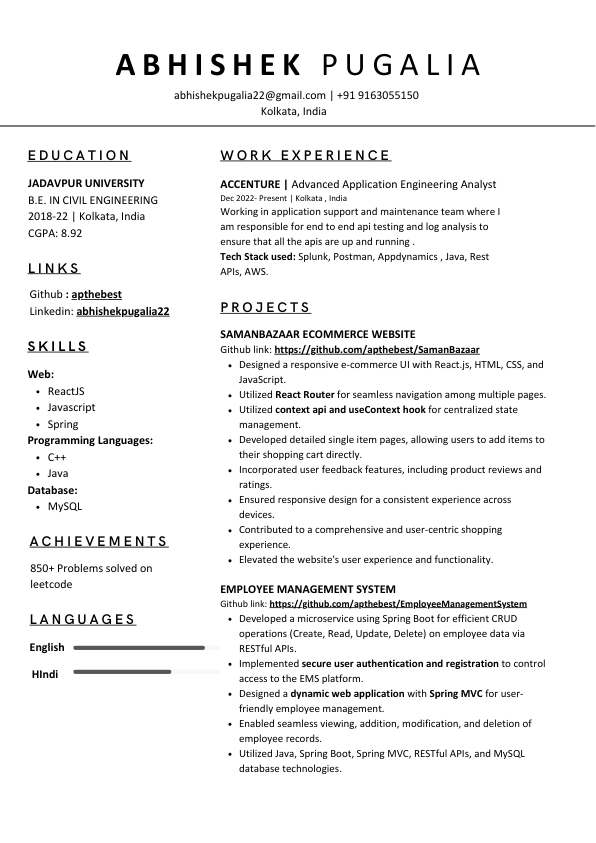 ABHISHEK PUGALIA
abhishekpugalia22@gmail.com | +91 9163055150
Kolkata, India
EDUCATION
JADAVPUR UNIVERSITY
B.E. IN CIVIL ENGINEERING
2018-22 | Kolkata, India
CGPA: 8.92
LINKS
Github : apthebest
Linkedin: abhishekpugalia22
SKILLS
Web:
• ReactJS
• Javascript
• Spring
Programming Languages:
• C++
• Java
Database:
• MySQL
ACHIEVEMENTS
850+ Problems solved on
leetcode
LANGUAGES
English
HIndi
WORK EXPERIENCE
ACCENTURE | Advanced Application Engineering Analyst
Dec 2022- Present | Kolkata , India
Working in application support and maintenance team where I
am responsible for end to end api testing and log analysis to
ensure that all the apis are up and running .
Tech Stack used: Splunk, Postman, Appdynamics , Java, Rest
APIs, AWS.
PROJECTS
SAMANBAZAAR ECOMMERCE WEBSITE
Github link: https://github.com/apthebest/SamanBazaar
• Designed a responsive e-commerce UI with React.js, HTML, CSS, and
JavaScript.
• Utilized React Router for seamless navigation among multiple pages.
• Utilized context api and useContext hook for centralized state
management.
• Developed detailed single item pages, allowing users to add items to
their shopping cart directly.
• Incorporated user feedback features, including product reviews and
ratings.
• Ensured responsive design for a consistent experience across
devices.
• Contributed to a comprehensive and user-centric shopping
experience.
• Elevated the website's user experience and functionality.
EMPLOYEE MANAGEMENT SYSTEM
Github link: https://github.com/apthebest/EmployeeManagementSystem
• Developed a microservice using Spring Boot for efficient CRUD
operations (Create, Read, Update, Delete) on employee data via
RESTful APIs.
• Implemented secure user authentication and registration to control
access to the EMS platform.
• Designed a dynamic web application with Spring MVC for user-
friendly employee management.
• Enabled seamless viewing, addition, modification, and deletion of
employee records.
• Utilized Java, Spring Boot, Spring MVC, RESTful APIs, and MySQL
database technologies.